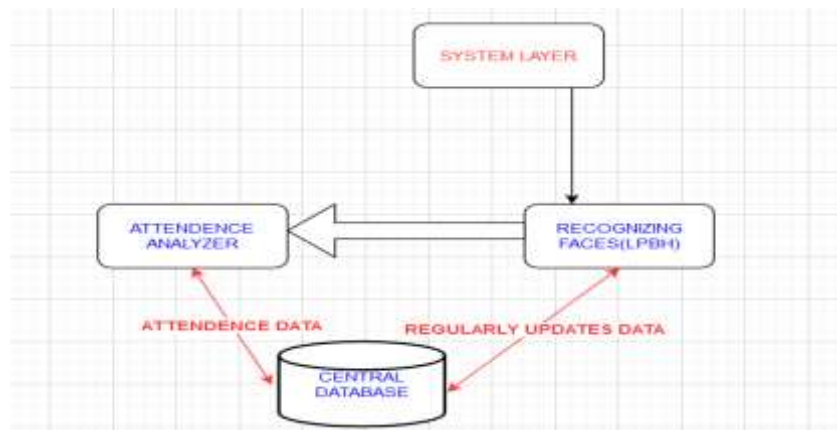 SYSTEM LAYER
ATTENDENCE
ANALYZER
RECOGNIZING
FACES(LPBH)
ATTENDENCE DATA
REGULARLY UPDATES DATA
CENTRAL
DATABASE